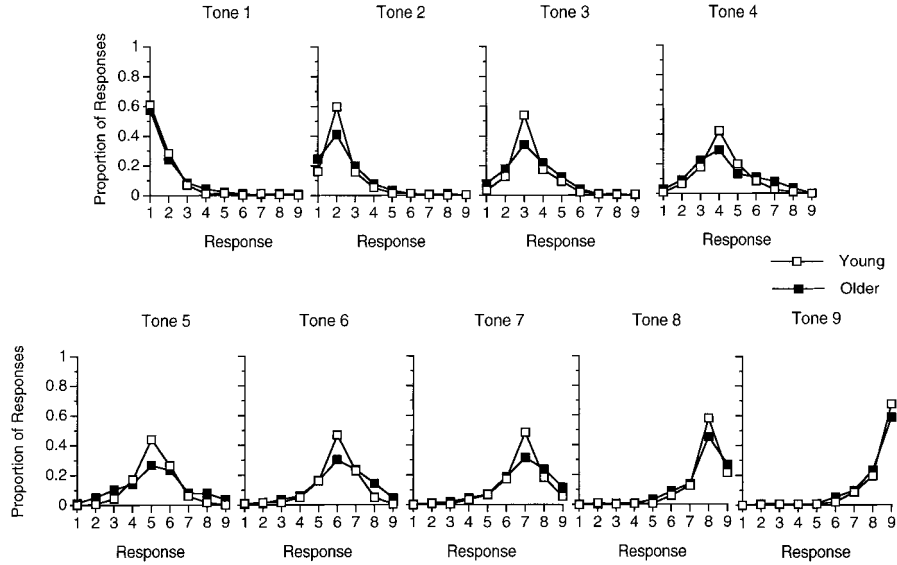 Tone 1 Tone 2 Tone 3 Tone 4
Proportion of Responses
1
0.8
0.6
0.4
0.2
0
1 2 3 4 5 6 7 8 9 1 2 3 4 5 6 7 8 9 1 2 3 4 5 6 7 8 9 1 2 3 4 5 6 7 8 9
Response Response Response Response
Young
Older
Tone 5 Tone 6 Tone 7 Tone 8 Tone 9
Proportion of Responses
1
0.8
0.6
0.4
0.2
0
1 2 3 4 5 6 7 8 9 1 2 3 4 5 6 7 8 9 1 2 3 4 5 6 7 8 9 1 2 3 4 5 6 7 8 9 1 2 3 4 5 6 7 8 9
Response Response Response Response Response